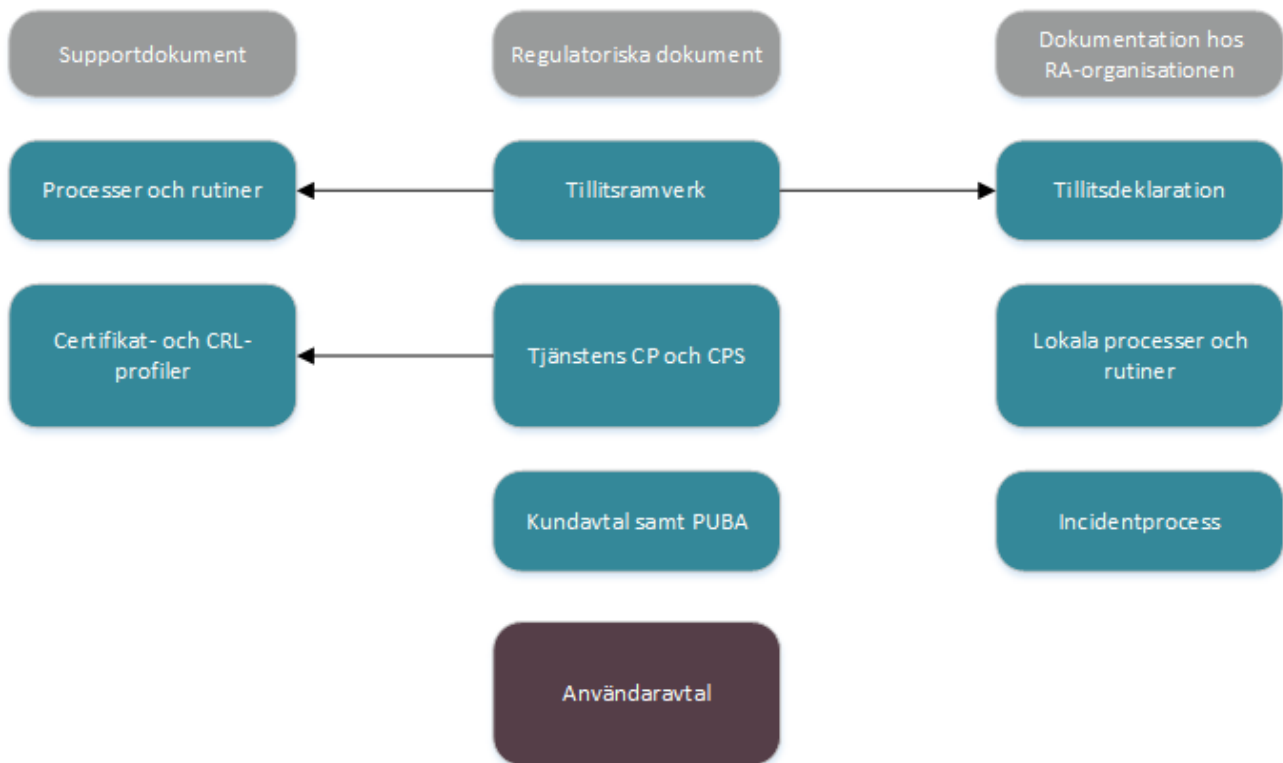 Supportdokument
Regulatoriska dokument
Dokumentation hos
RA-organisationen
Processer och rutiner
Tillitsramverk
Tillitsdeklaration
Certifikat- och CRL-
profiler
Tjänstens CP och CPS
Lokala processer och
rutiner
Kundavtal samt PUBA
Incidentprocess
Användaravtal